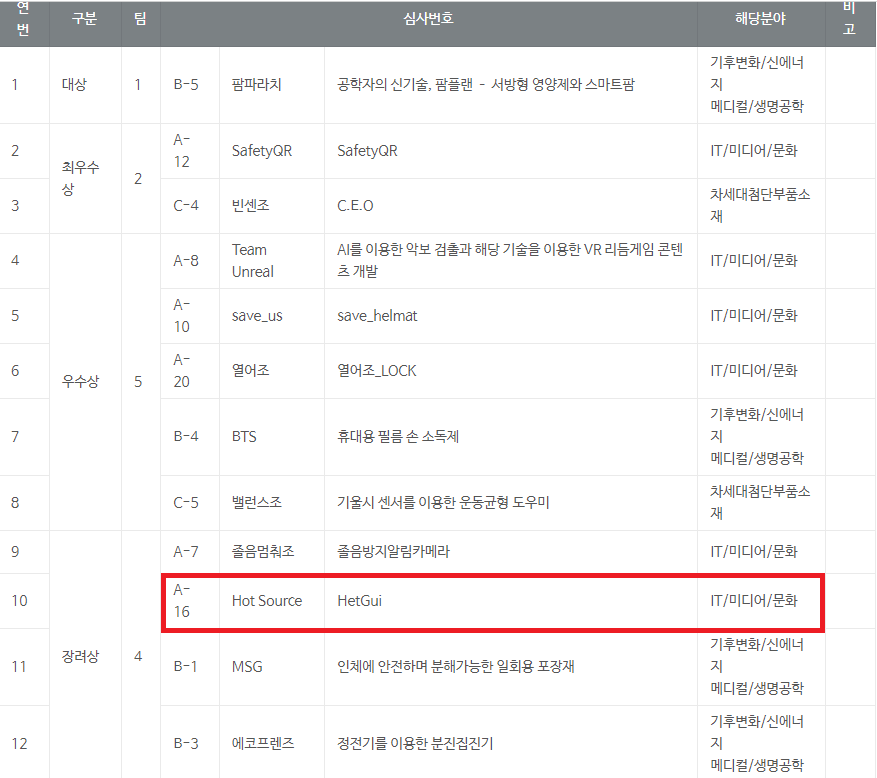 연번 구분 팀 심사번호 해당분야 비고
1 대상 1 B-5 팜파라치 공학자의 신기술, 팜플랜 - 서방형 영양제와 스마트팜 기후변화/신에너지
메디컬/생명공학
2 최우수상 2 A-12 SafetyQR SafetyQR IT/미디어/문화
3 C-4 빈센조 C.E.O 차세대첨단부품소재
4 우수상 5 A-8 Team Unreal AI를 이용한 악보 검출과 해당 기술을 이용한 VR 리듬게임 콘텐츠 개발 IT/미디어/문화
5 A-10 save_us save_helmat IT/미디어/문화
6 A-20 열어조 열어조_LOCK IT/미디어/문화
7 B-4 BTS 휴대용 필름 손 소독제 기후변화/신에너지
메디컬/생명공학
8 C-5 밸런스조 기울시 센서를 이용한 운동균형 도우미 차세대첨단부품소재
9 장려상 4 A-7 졸음멈춰조 졸음방지알림카메라 IT/미디어/문화
10 A-16 Hot Source HetGui IT/미디어/문화
11 B-1 MSG 인체에 안전하며 분해가능한 일회용 포장재 기후변화/신에너지
메디컬/생명공학
12 B-3 에코프렌즈 정전기를 이용한 분진집진기 기후변화/신에너지
메디컬/생명공학